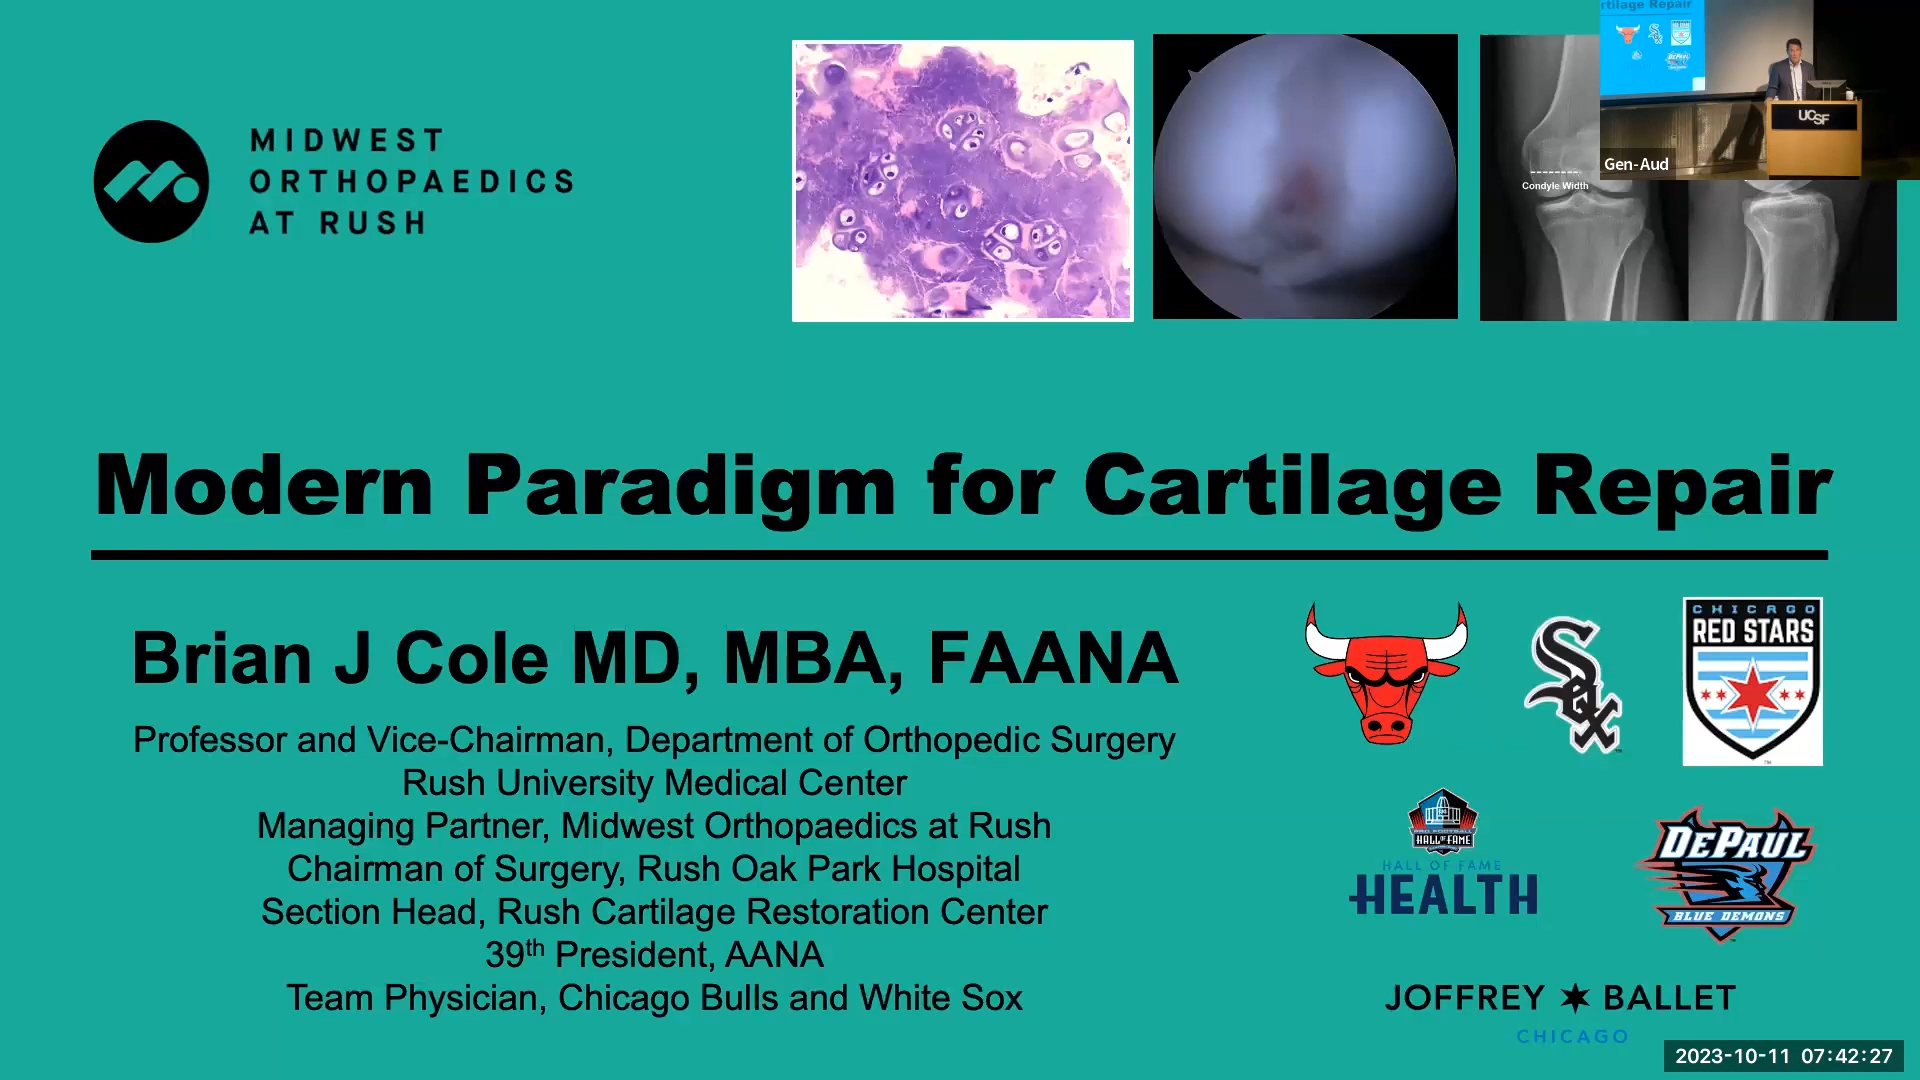 MIDWEST
ORTHOPAEDICS
AT RUSH
Condyle Width
rtilage Repair
UCSF
Gen-Aud
Modern Paradigm for Cartilage Repair
Brian J Cole MD, MBA, FAANA
Professor and Vice-Chairman, Department of Orthopedic Surgery
Rush University Medical Center
Managing Partner, Midwest Orthopaedics at Rush
Chairman of Surgery, Rush Oak Park Hospital
Section Head, Rush Cartilage Restoration Center
39th President, AANA
Team Physician, Chicago Bulls and White Sox
Sox
CHICAGO
RED STARS
PRO FOOTBALL
HALL of FAME
HALL OF FAME
HEALTH
DEPAUL
BLUE DEMONS
JOFFREY BALLET
CHICAGO
2023-10-11 07:42:27